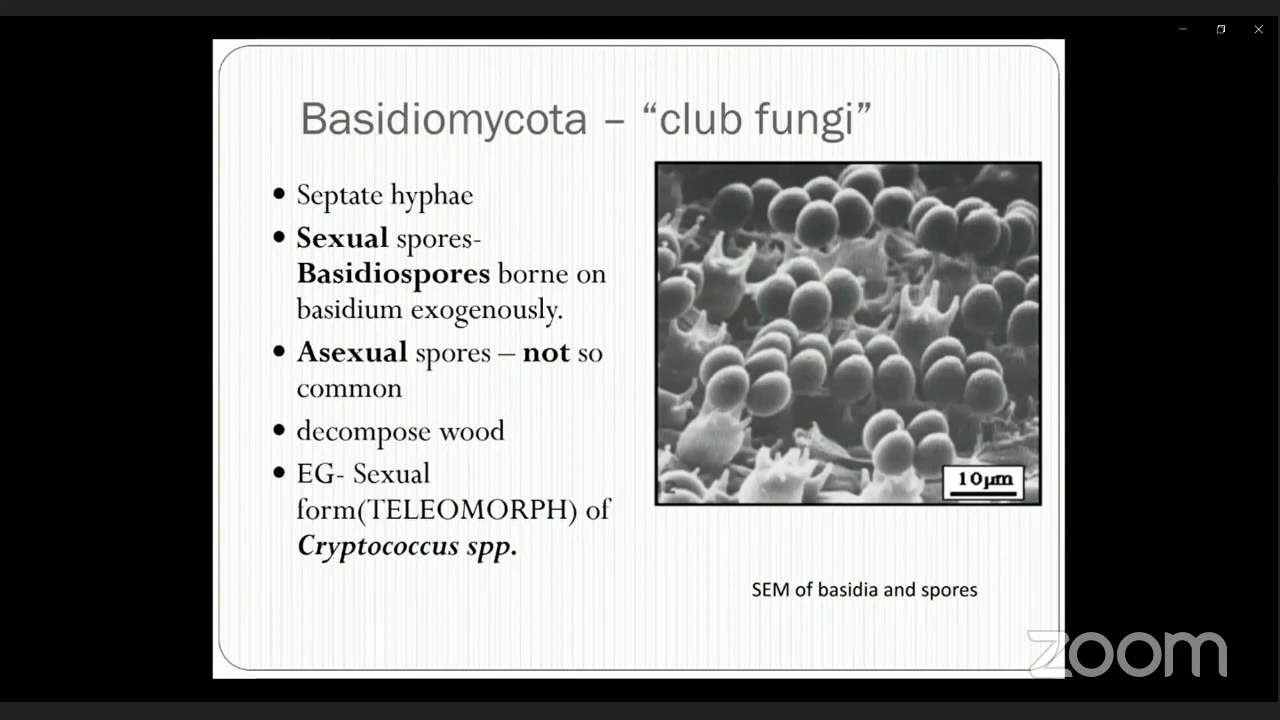 Basidiomycota – “club fungi”
• Septate hyphae
• Sexual spores-
Basidiospores borne on
basidium exogenously.
• Asexual spores – not so
common
• decompose wood
• EG- Sexual
form(TELEOMORPH) of
Cryptococcus spp.
10µm
SEM of basidia and spores
zoom